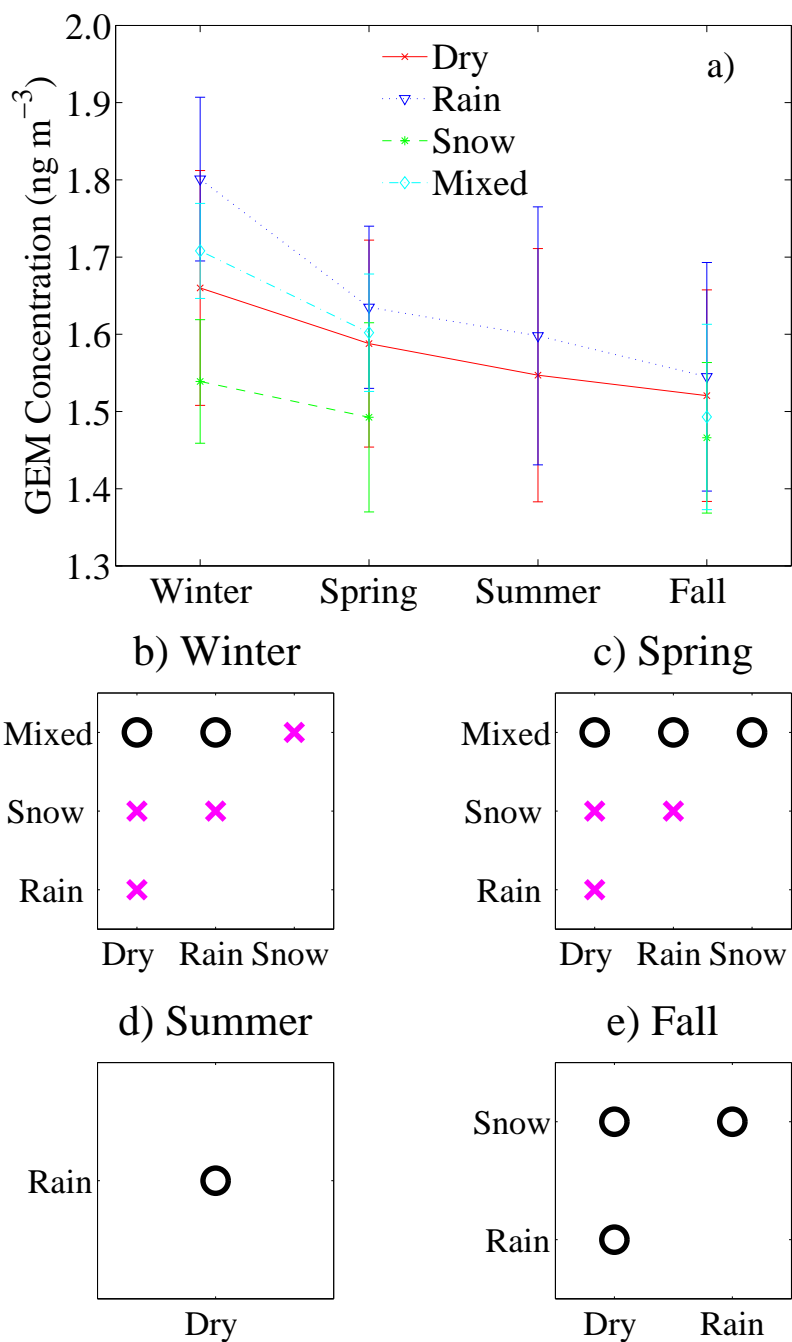 2.0
1.9
1.8
1.7
1.6
1.5
1.4
1.3
GEM Concentration (ng m⁻³)
Dry
Rain
Snow
Mixed
a)
Winter Spring Summer Fall
b) Winter
Mixed
Snow
Rain
Dry Rain Snow
c) Spring
Mixed
Snow
Rain
Dry Rain Snow
d) Summer
Rain
Dry
e) Fall
Snow
Rain
Dry Rain